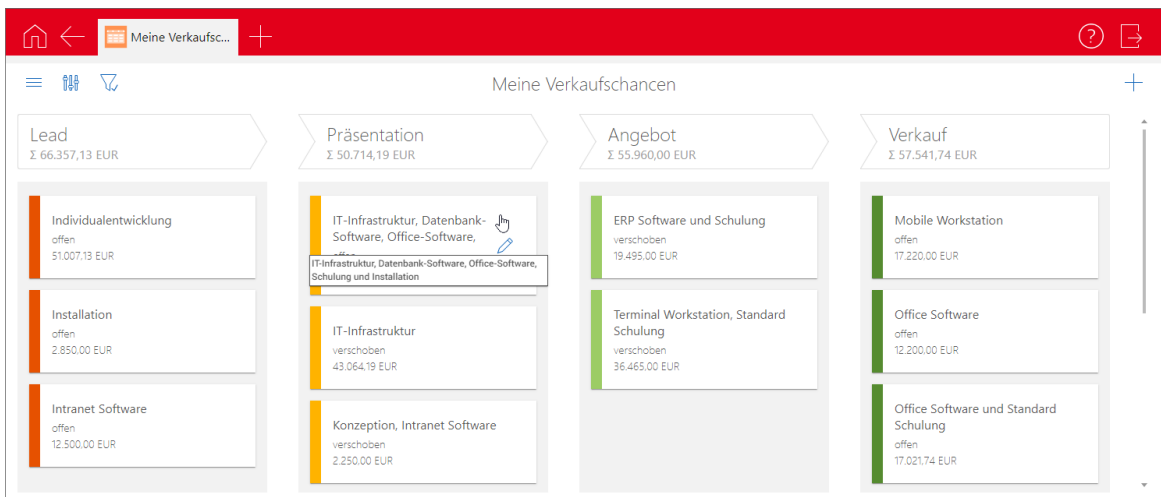 Meine Verkaufsc...
Meine Verkaufschancen
Lead
Σ 66.357,13 EUR
Präsentation
Σ 50.714,19 EUR
Angebot
Σ 55.960,00 EUR
Verkauf
Σ 57.541,74 EUR
Individualentwicklung
offen
51.007,13 EUR
Installation
offen
2.850,00 EUR
Intranet Software
offen
12.500,00 EUR
IT-Infrastruktur, Datenbank-
Software, Office-Software,
IT-Infrastruktur, Datenbank-Software, Office-Software,
Schulung und Installation
IT-Infrastruktur
verschoben
43.064,19 EUR
Konzeption, Intranet Software
verschoben
2.250,00 EUR
ERP Software und Schulung
verschoben
19.495,00 EUR
Terminal Workstation, Standard
Schulung
verschoben
36.465,00 EUR
Mobile Workstation
offen
17.220,00 EUR
Office Software
offen
12.200,00 EUR
Office Software und Standard
Schulung
offen
17.021,74 EUR